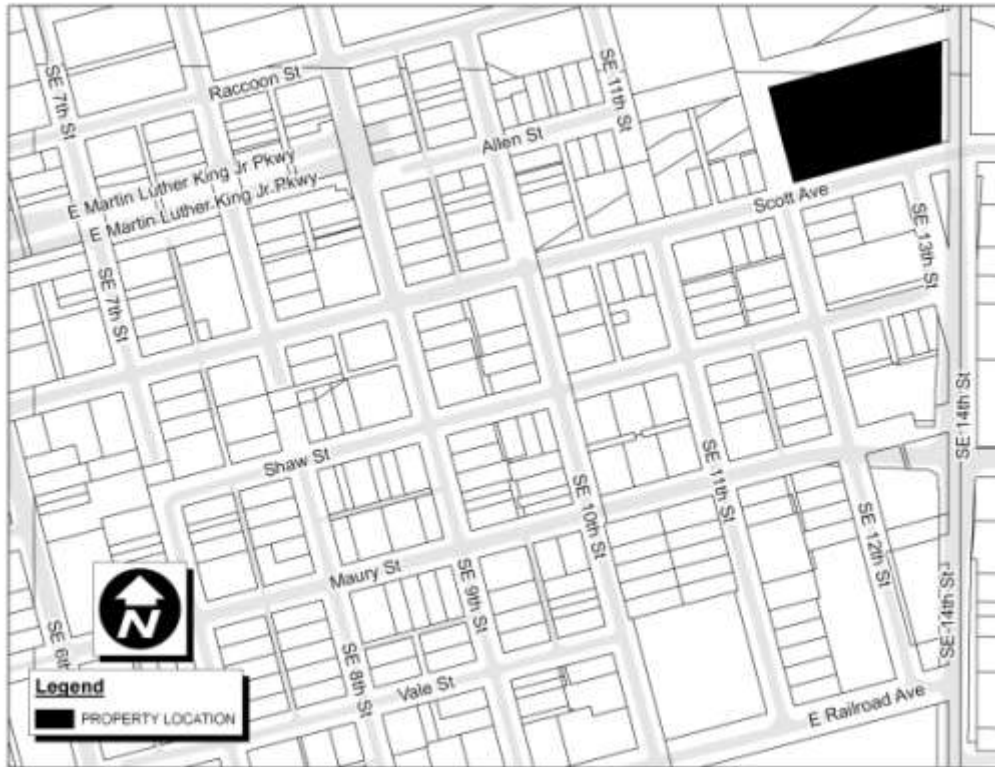 SE 7th St
Raccoon St
SE 11th St
Allen St
E Martin Luther King Jr Pkwy
E Martin Luther King Jr. Pkwy
Scott Ave
SE 13th St
SE 7th St
SE 14th St
Shaw St
SE 11th St
SE 10th St
SE 12th St
Maury St
SE 9th St
SE 14th St
N
SE 6th
SE 8th St
Vale St
E Railroad Ave
Legend
PROPERTY LOCATION